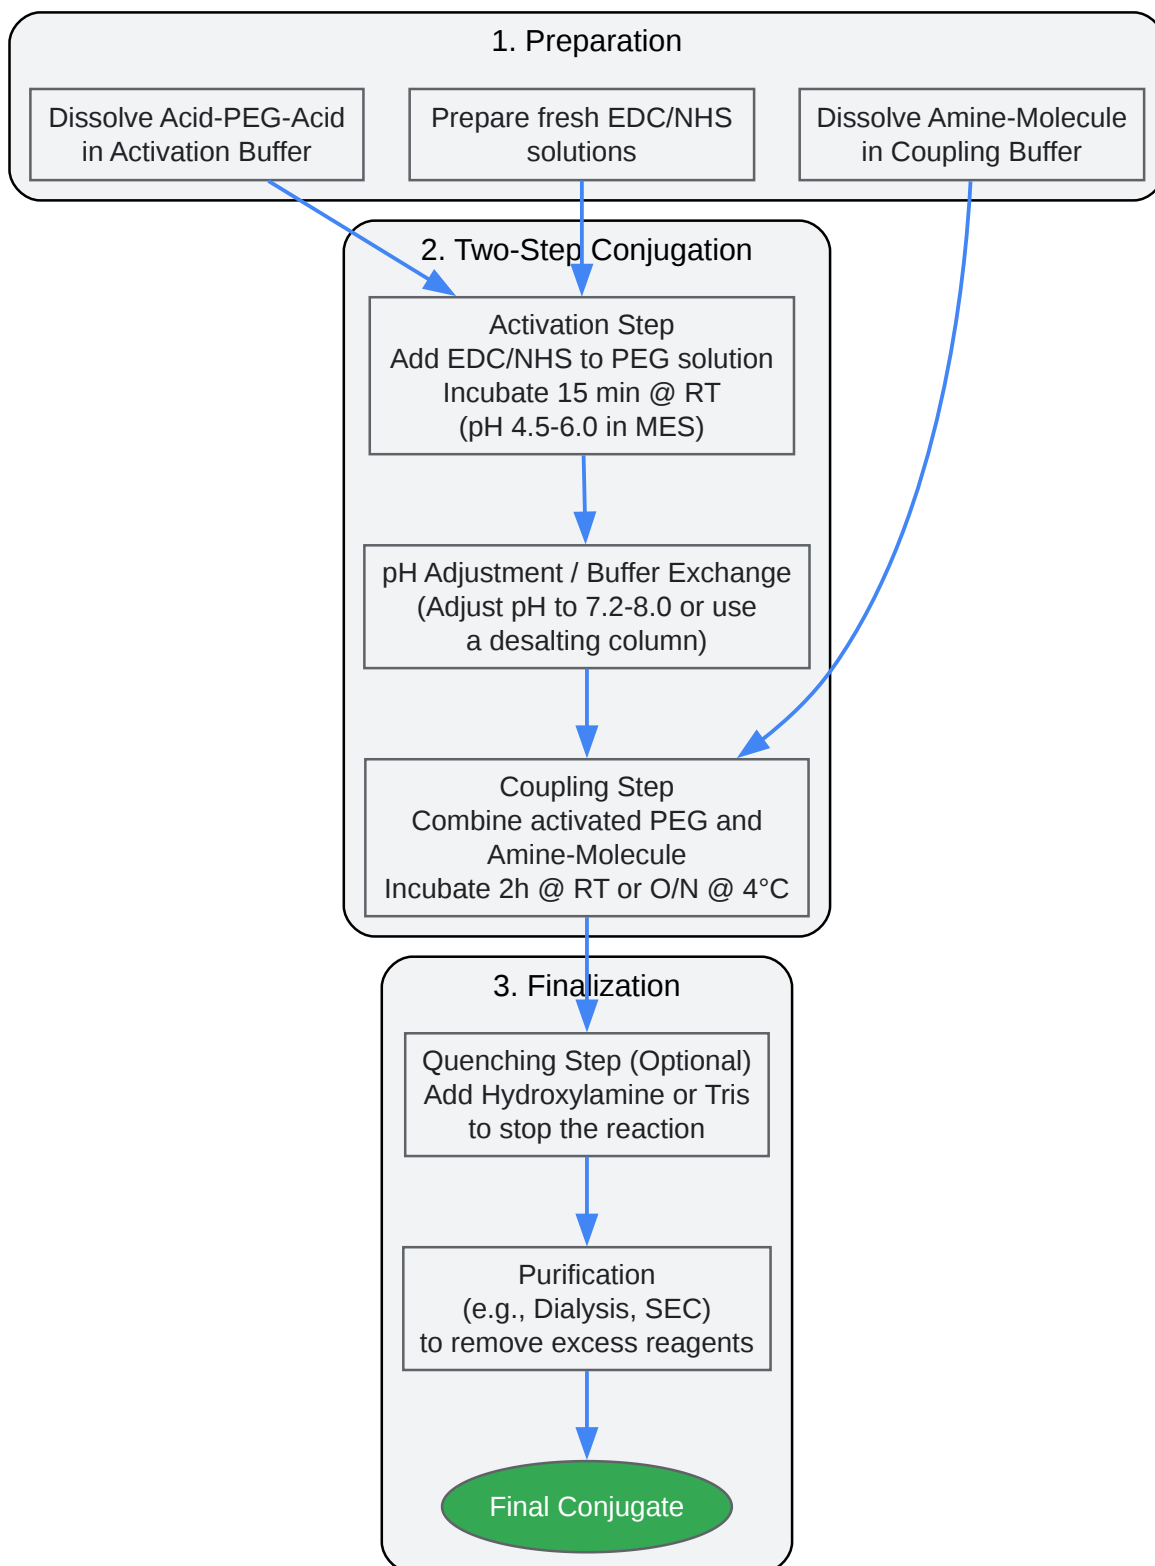 1. Preparation
Dissolve Acid-PEG-Acid
in Activation Buffer
Prepare fresh EDC/NHS
solutions
Dissolve Amine-Molecule
in Coupling Buffer
2. Two-Step Conjugation
Activation Step
Add EDC/NHS to PEG solution
Incubate 15 min @ RT
(pH 4.5-6.0 in MES)
pH Adjustment / Buffer Exchange
(Adjust pH to 7.2-8.0 or use
a desalting column)
Coupling Step
Combine activated PEG and
Amine-Molecule
Incubate 2h @ RT or O/N @ 4°C
3. Finalization
Quenching Step (Optional)
Add Hydroxylamine or Tris
to stop the reaction
Purification
(e.g., Dialysis, SEC)
to remove excess reagents
Final Conjugate